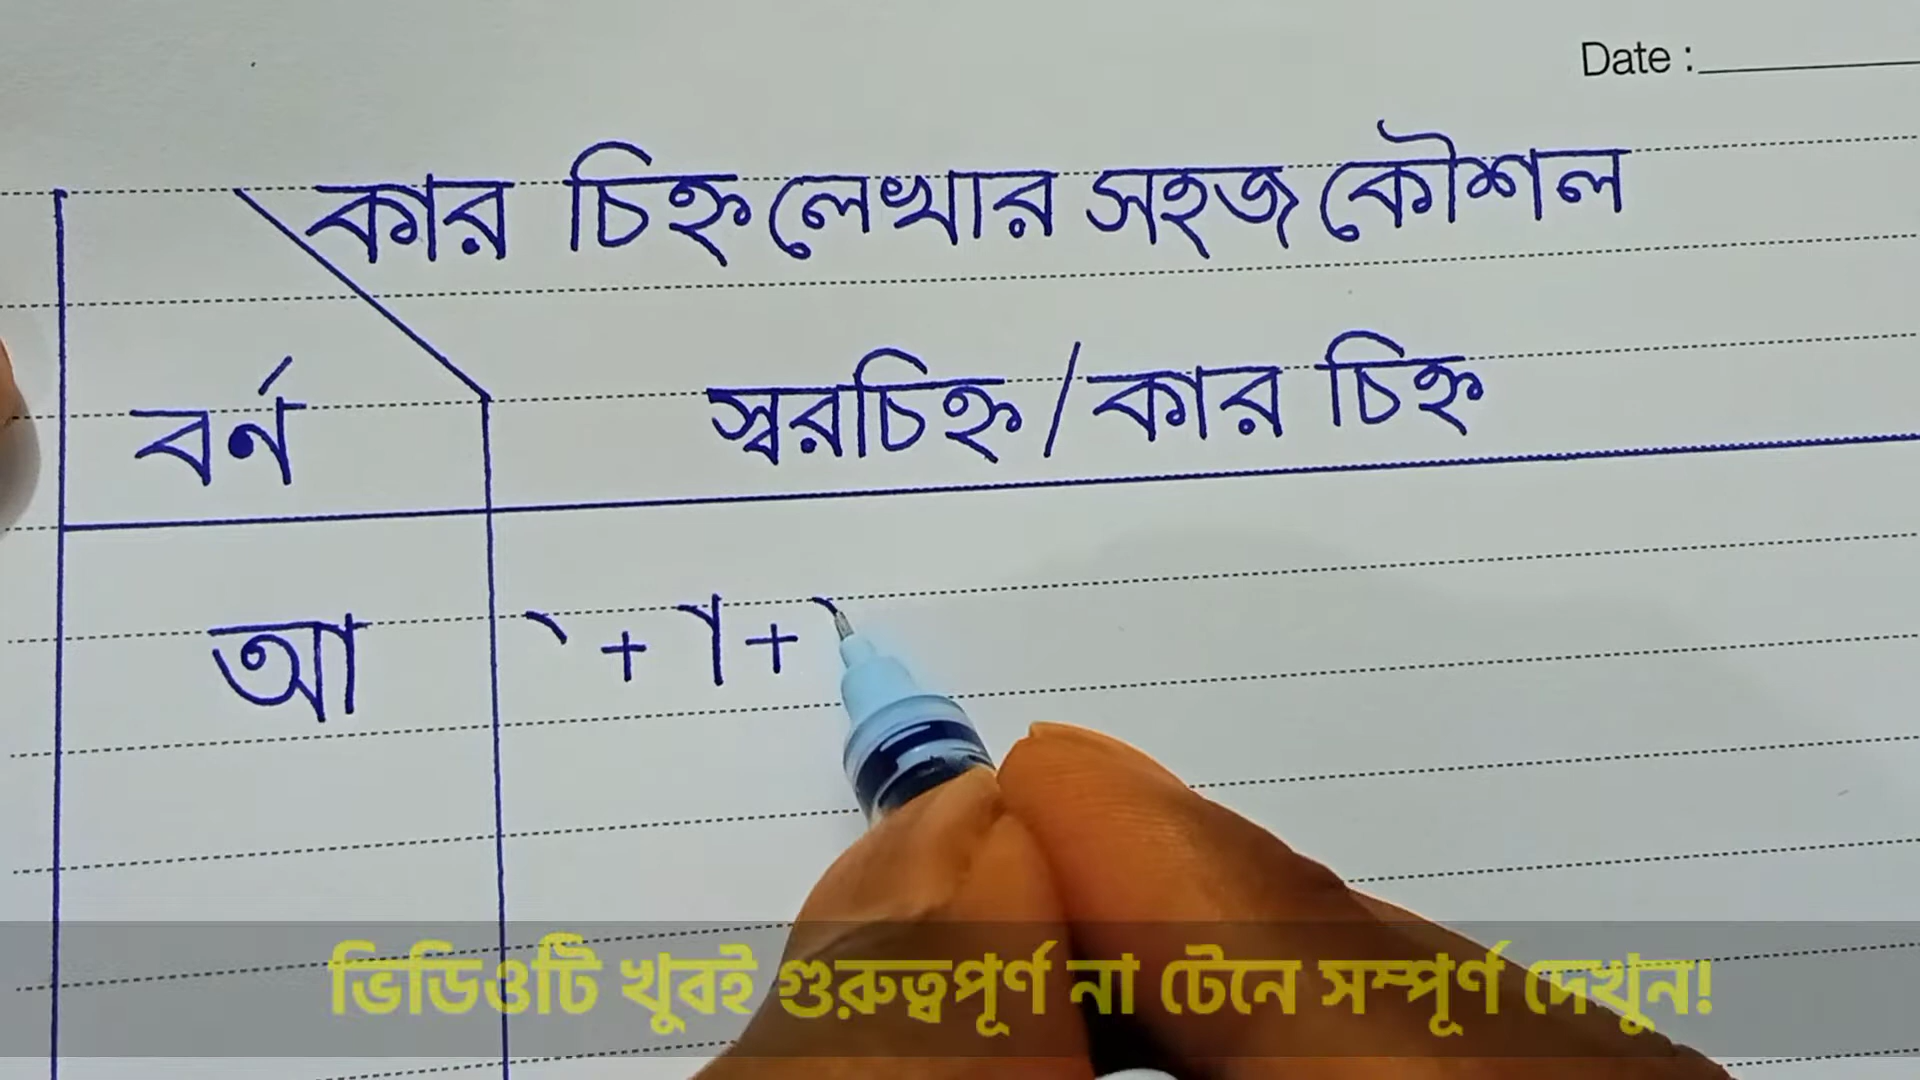 Date :
কার চিহ্ন লেখার সহজ কৌশল
বর্ন স্বরচিহ্ন / কার চিহ্ন
আ + া +
ভিডিওটি খুবই গুরুত্বপূর্ণ না টেনে সম্পূর্ণ দেখুন!